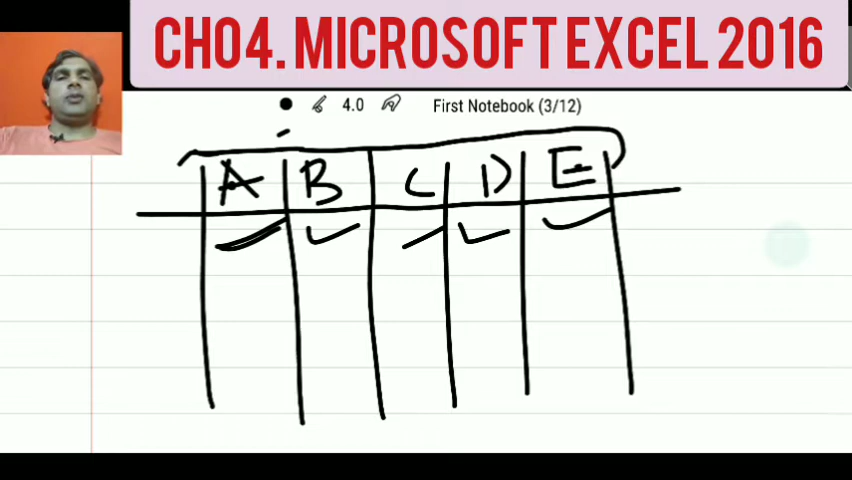 CH04. MICROSOFT EXCEL 2016
4.0 First Notebook (3/12)
A B C D E